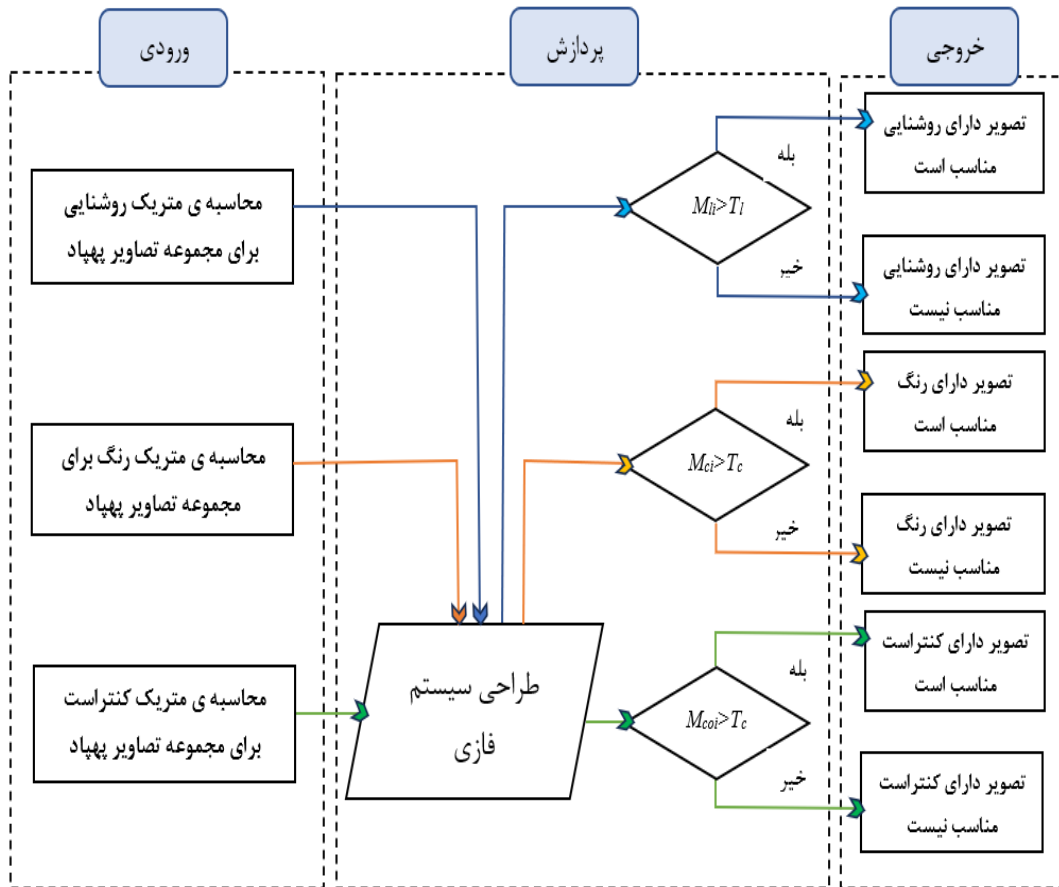 ورودی
پردازش
خروجی
محاسبه ی متریک روشنایی
برای مجموعه تصاویر پهپاد
محاسبه ی متریک رنگ برای
مجموعه تصاویر پهپاد
محاسبه ی متریک کنتراست
برای مجموعه تصاویر پهپاد
طراحی سیستم
فازی
بله
Mli>Tl
خیر
بله
Mci>Tc
خیر
بله
Mcoi>Tc
خیر
تصویر دارای روشنایی
مناسب است
تصویر دارای روشنایی
مناسب نیست
تصویر دارای رنگ
مناسب است
تصویر دارای رنگ
مناسب نیست
تصویر دارای کنتراست
مناسب است
تصویر دارای کنتراست
مناسب نیست